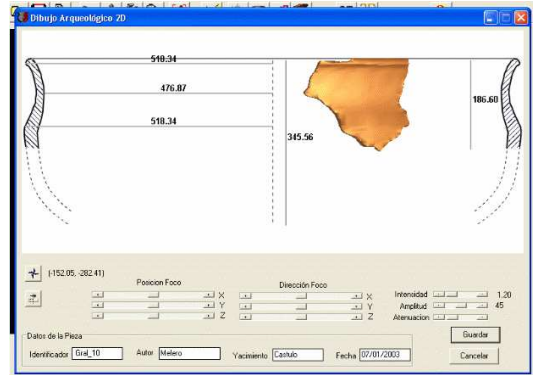 Dibujo Arqueológico 2D
510.34
476.87
518.34
345.56
186.60
(-152.05, -282.41)
Posicion Foco
Dirección Foco
X
Y
Z
X
Y
Z
Intensidad 1.20
Amplitud 45
Atenuacion
Guardar
Cancelar
Datos de la Pieza
Identificador Gral_10 Autor Melero Yacimiento Castulo Fecha 07/01/2003